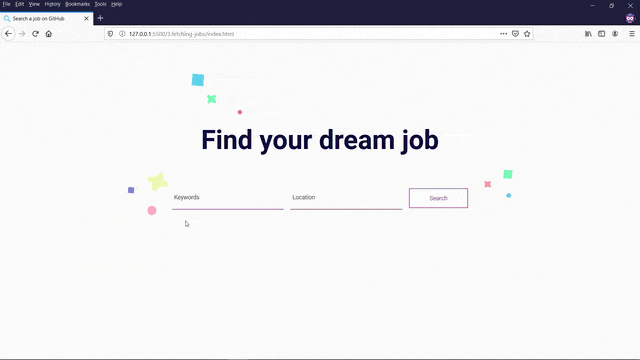 File Edit View History Bookmarks Tools Help
Search a job on GitHub
127.0.0.1:5500/3.fetching-jobs/index.html
Find your dream job
Keywords Location Search